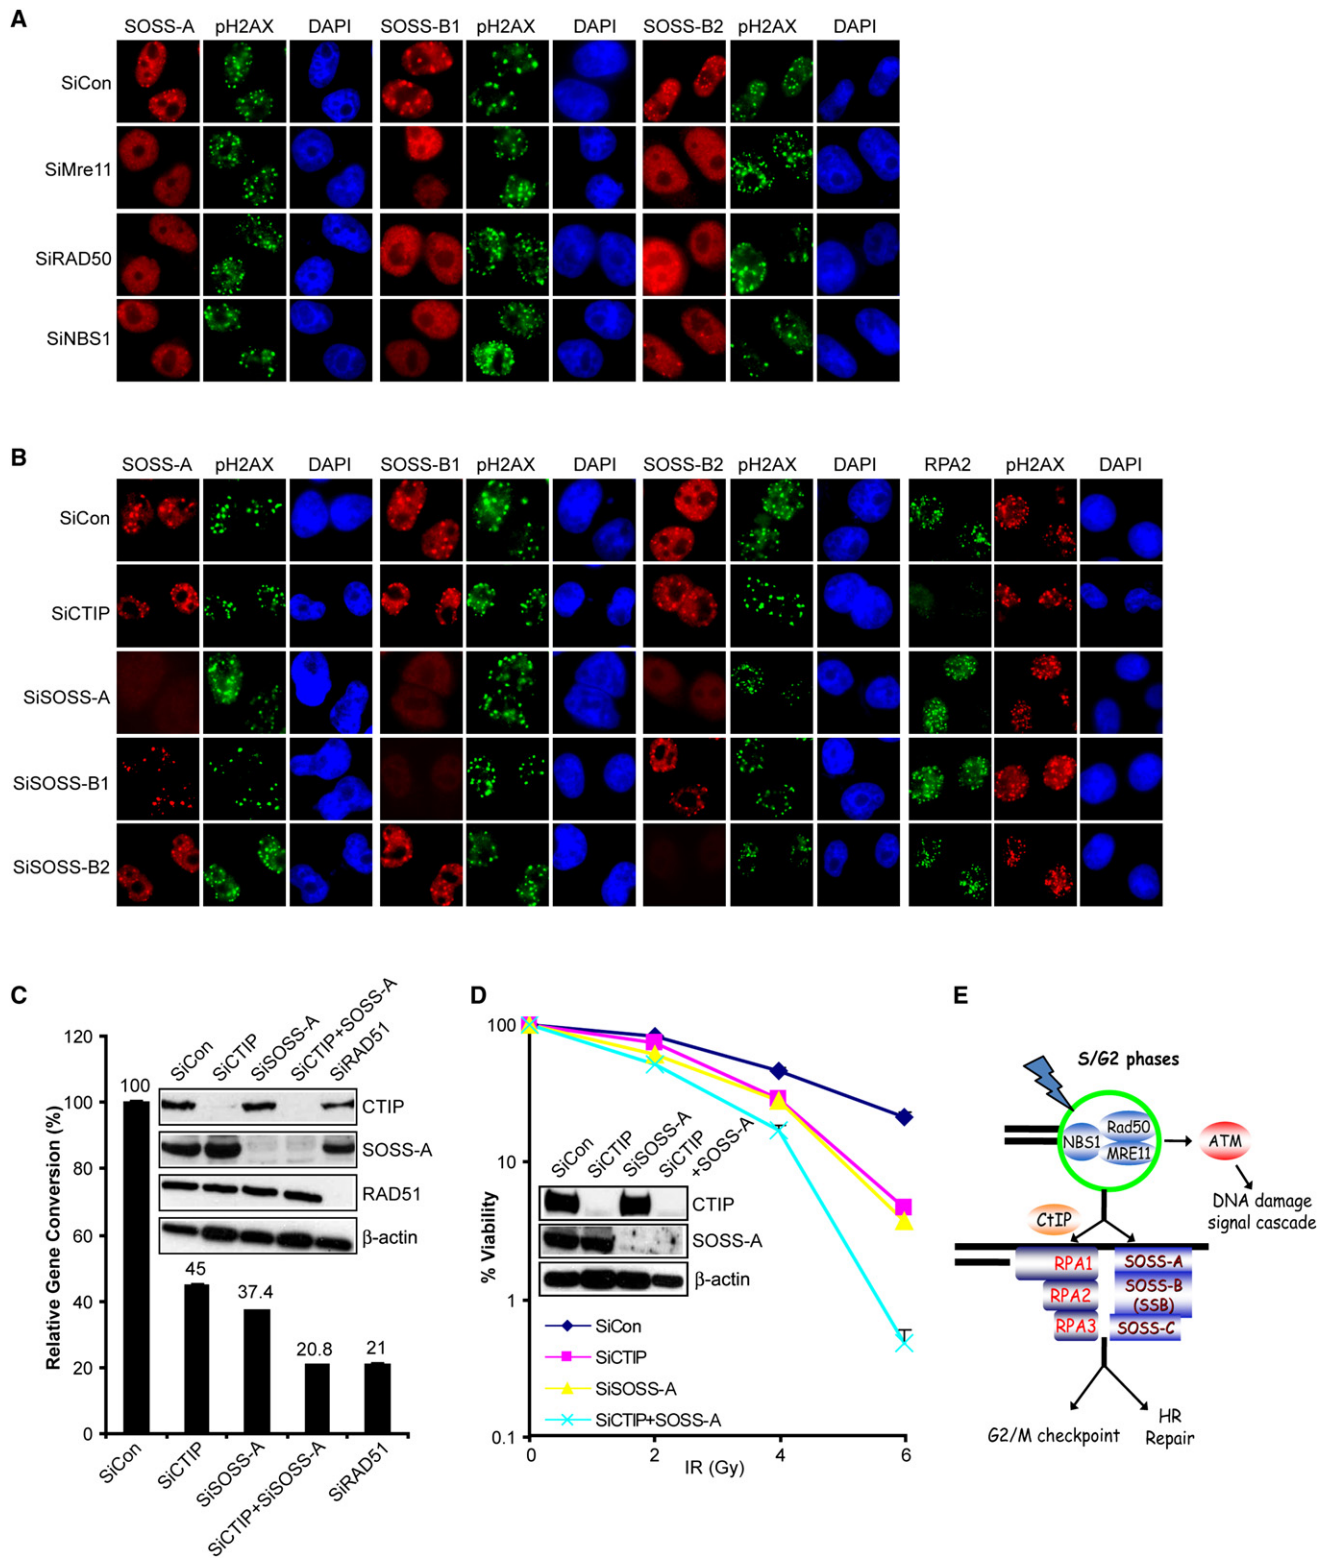 A
SOSS-A pH2AX DAPI SOSS-B1 pH2AX DAPI SOSS-B2 pH2AX DAPI
SiCon
SiMre11
SiRAD50
SiNBS1
B
SOSS-A pH2AX DAPI SOSS-B1 pH2AX DAPI SOSS-B2 pH2AX DAPI RPA2 pH2AX DAPI
SiCon
SiCTIP
SiSOSS-A
SiSOSS-B1
SiSOSS-B2
C
Relative Gene Conversion (%)
120
100
80
60
40
20
0
100
45
37.4
20.8
21
SiCon
SiCTIP
SiSOSS-A
SiCTIP+SOSS-A
SiRAD51
CTIP
SOSS-A
RAD51
β-actin
SiCon
SiCTIP
SiSOSS-A
SiCTIP+SiSOSS-A
SiRAD51
D
% Viability
100
10
1
0.1
SiCon
SiCTIP
SiSOSS-A
SiCTIP
+SOSS-A
CTIP
SOSS-A
β-actin
SiCon
SiCTIP
SiSOSS-A
SiCTIP+SOSS-A
0 2 4 6
IR (Gy)
E
S/G2 phases
NBS1
Rad50
MRE11
ATM
DNA damage
signal cascade
CtIP
RPA1 SOSS-A
RPA2 SOSS-B
(SSB)
RPA3 SOSS-C
G2/M checkpoint
HR
Repair